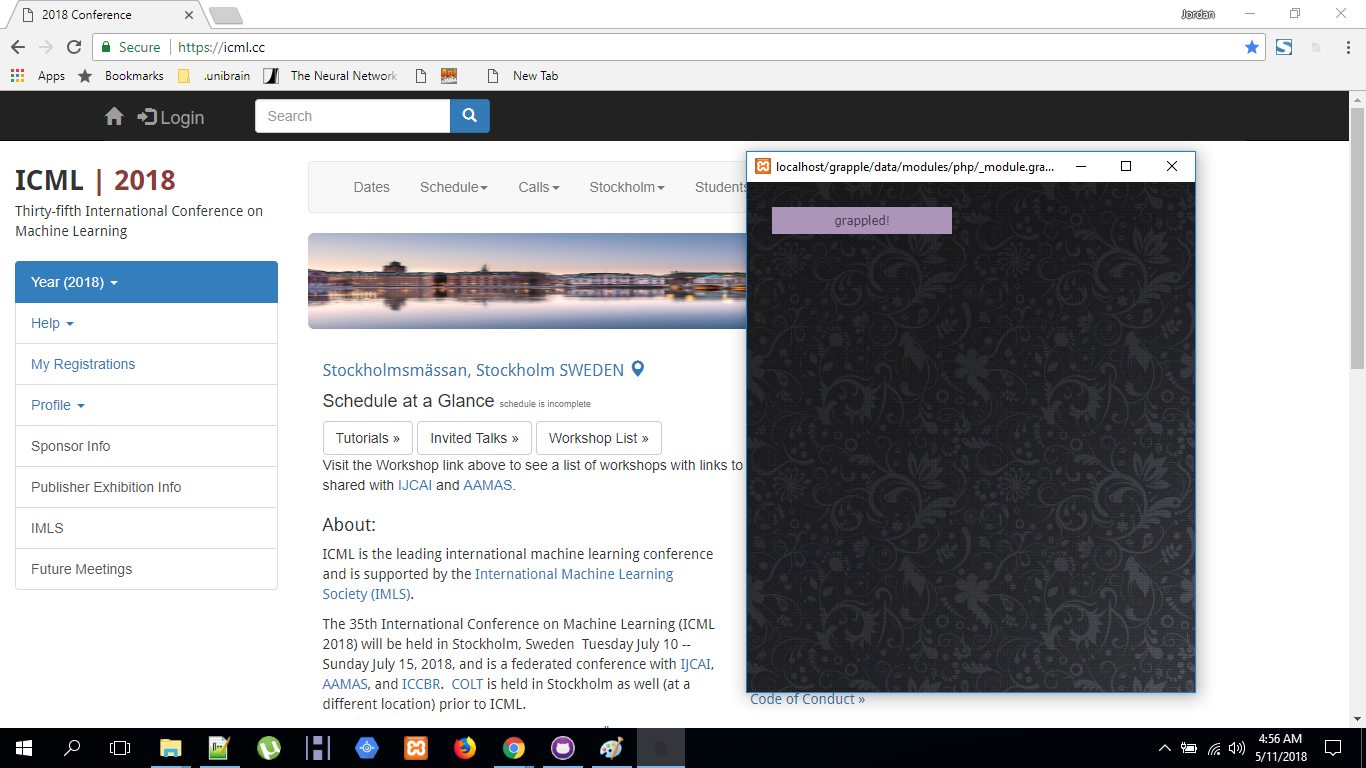 2018 Conference
Jordan
Secure https://icml.cc
Apps Bookmarks .unibrain The Neural Network New Tab
Login Search
ICML | 2018
Thirty-fifth International Conference on
Machine Learning
Year (2018)
Help
My Registrations
Profile
Sponsor Info
Publisher Exhibition Info
IMLS
Future Meetings
Dates Schedule Calls Stockholm Students
Stockholmsmässan, Stockholm SWEDEN
Schedule at a Glance schedule is incomplete
Tutorials » Invited Talks » Workshop List »
Visit the Workshop link above to see a list of workshops with links to
shared with IJCAI and AAMAS.
About:
ICML is the leading international machine learning conference
and is supported by the International Machine Learning
Society (IMLS).
The 35th International Conference on Machine Learning (ICML
2018) will be held in Stockholm, Sweden Tuesday July 10 --
Sunday July 15, 2018, and is a federated conference with IJCAI,
AAMAS, and ICCBR. COLT is held in Stockholm as well (at a
different location) prior to ICML.
Code of Conduct »
localhost/grapple/data/modules/php/_module.gra...
grappled!
4:56 AM
5/11/2018